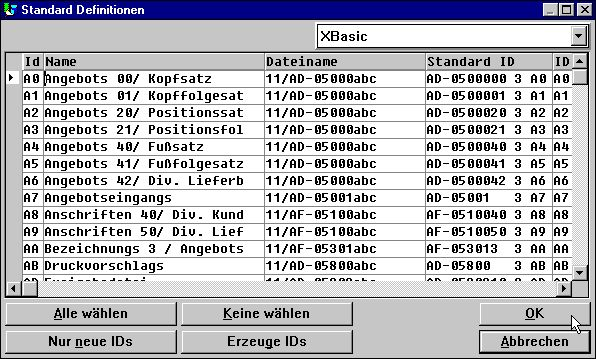 Standard Definitionen
XBasic
Id Name Dateiname Standard ID ID
A0 Angebots 00/ Kopfsatz 11/AD-05000abc AD-0500000 3 A0 A0
A1 Angebots 01/ Kopffolgesat 11/AD-05000abc AD-0500001 3 A1 A1
A2 Angebots 20/ Positionssat 11/AD-05000abc AD-0500020 3 A2 A2
A3 Angebots 21/ Positionsfol 11/AD-05000abc AD-0500021 3 A3 A3
A4 Angebots 40/ Fußsatz 11/AD-05000abc AD-0500040 3 A4 A4
A5 Angebots 41/ Fußfolgesatz 11/AD-05000abc AD-0500041 3 A5 A5
A6 Angebots 42/ Div. Lieferb 11/AD-05000abc AD-0500042 3 A6 A6
A7 Angebotseingangs 11/AD-05001abc AD-05001 3 A7 A7
A8 Anschriften 40/ Div. Kund 11/AF-05100abc AF-0510040 3 A8 A8
A9 Anschriften 50/ Div. Lief 11/AF-05100abc AF-0510050 3 A9 A9
AA Bezeichnungs 3 / Angebots 11/AF-05301abc AF-053013 3 AA AA
AB Druckvorschlags 11/AD-05800abc AD-05800 3 AB AB
Alle wählen Keine wählen OK
Nur neue IDs Erzeuge IDs Abbrechen